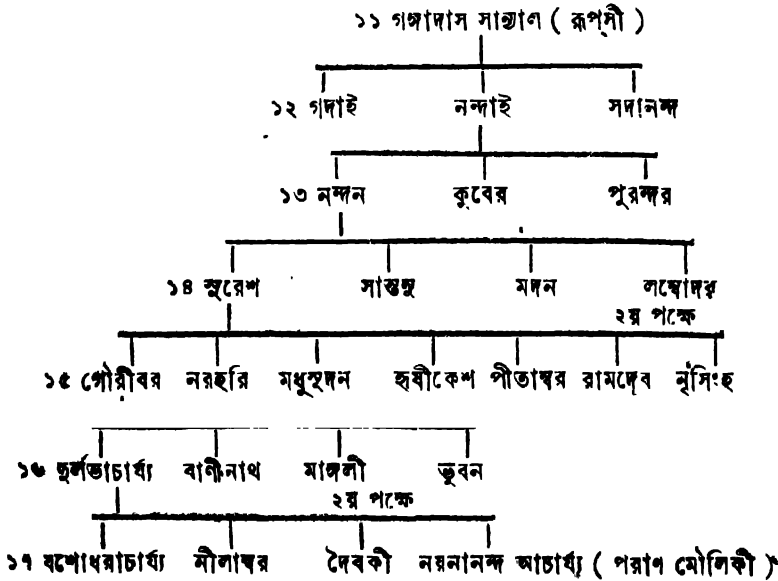 ১১ গঙ্গাদাস সান্যাল ( রূপসী )
১২ গদাই নন্দাই সদানন্দ
১৩ নন্দন কুবের পুরন্দর
১৪ সুরেশ সান্তনু মদন লম্বোদর
২য় পক্ষে
১৫ গৌরীবর নরহরি মধুসূদন হৃষীকেশ পীতাম্বর রামদেব নৃসিংহ
১৬ দুর্লভাচার্য্য বাণীনাথ মাঙ্গলী ভুবন
২য় পক্ষে
১৭ যশোধরাচার্য্য নীলাম্বর দৈবকী নয়নানন্দ আচার্য্য ( পরাণ মৌলিকী )